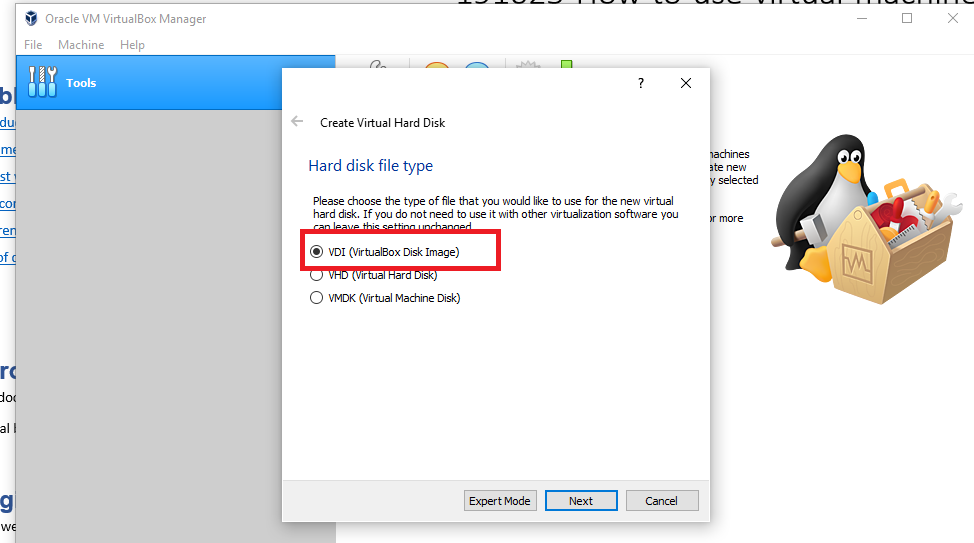 Oracle VM VirtualBox Manager
File Machine Help
Tools
?
Create Virtual Hard Disk
Hard disk file type
Please choose the type of file that you would like to use for the new virtual
hard disk. If you do not need to use it with other virtualization software you
can leave this setting unchanged.
VDI (VirtualBox Disk Image)
VHD (Virtual Hard Disk)
VMDK (Virtual Machine Disk)
Expert Mode
Next
Cancel
new
selected
or more